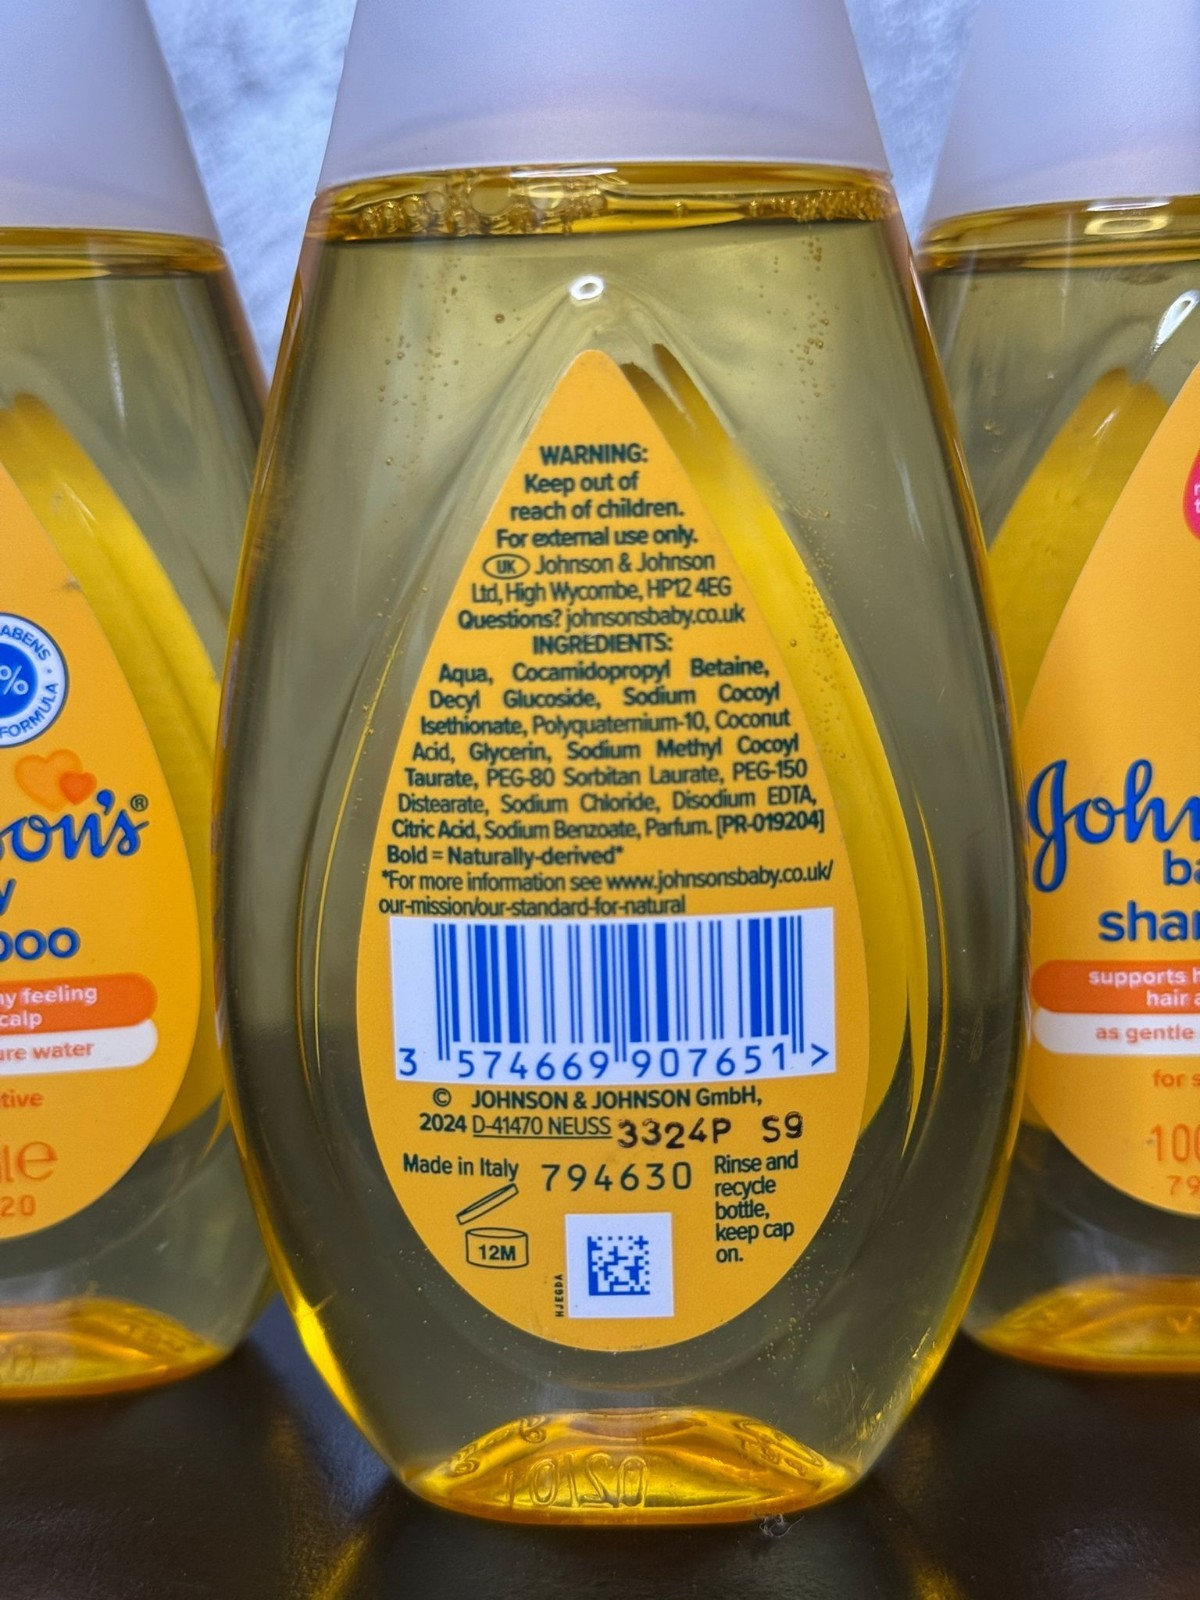 WARNING:
Keep out of
reach of children.
For external use only.
UK Johnson & Johnson
Ltd, High Wycombe, HP12 4EG
Questions? johnsonsbaby.co.uk
INGREDIENTS:
Aqua, Cocamidopropyl Betaine,
Decyl Glucoside, Sodium Cocoyl
Isethionate, Polyquaternium-10, Coconut
Acid, Glycerin, Sodium Methyl Cocoyl
Taurate, PEG-80 Sorbitan Laurate, PEG-150
Distearate, Sodium Chloride, Disodium EDTA,
Citric Acid, Sodium Benzoate, Parfum. [PR-019204]
Bold = Naturally-derived*
*For more information see www.johnsonsbaby.co.uk/
our-mission/our-standard-for-natural
3 574669 907651 >
© JOHNSON & JOHNSON GmbH,
2024 D-41470 NEUSS 3324P S9
Made in Italy 794630
Rinse and
recycle
bottle,
keep cap
on.
12M
HJEGDA
ABENS
%
FORMULA
on's®
y
poo
ny feeling
calp
ure water
tive
le
20
John
ba
shar
supports h
hair a
as gentle
for s
100
79